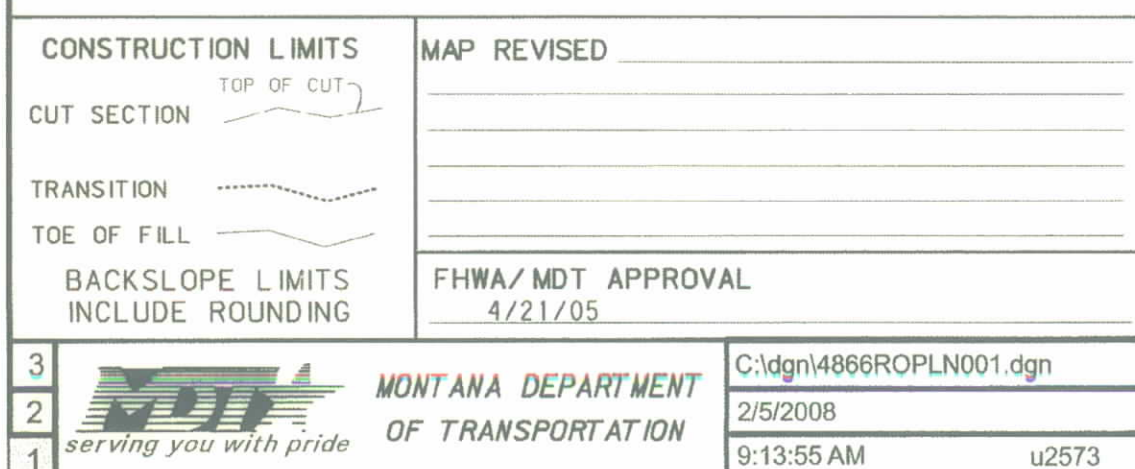 CONSTRUCTION LIMITS
TOP OF CUT
CUT SECTION
TRANSITION
TOE OF FILL
BACKSLOPE LIMITS
INCLUDE ROUNDING
MAP REVISED
FHWA/MDT APPROVAL
4/21/05
3
2
1
MDT
serving you with pride
MONTANA DEPARTMENT
OF TRANSPORTATION
C:\dgn\4866ROPLN001.dgn
2/5/2008
9:13:55 AM u2573